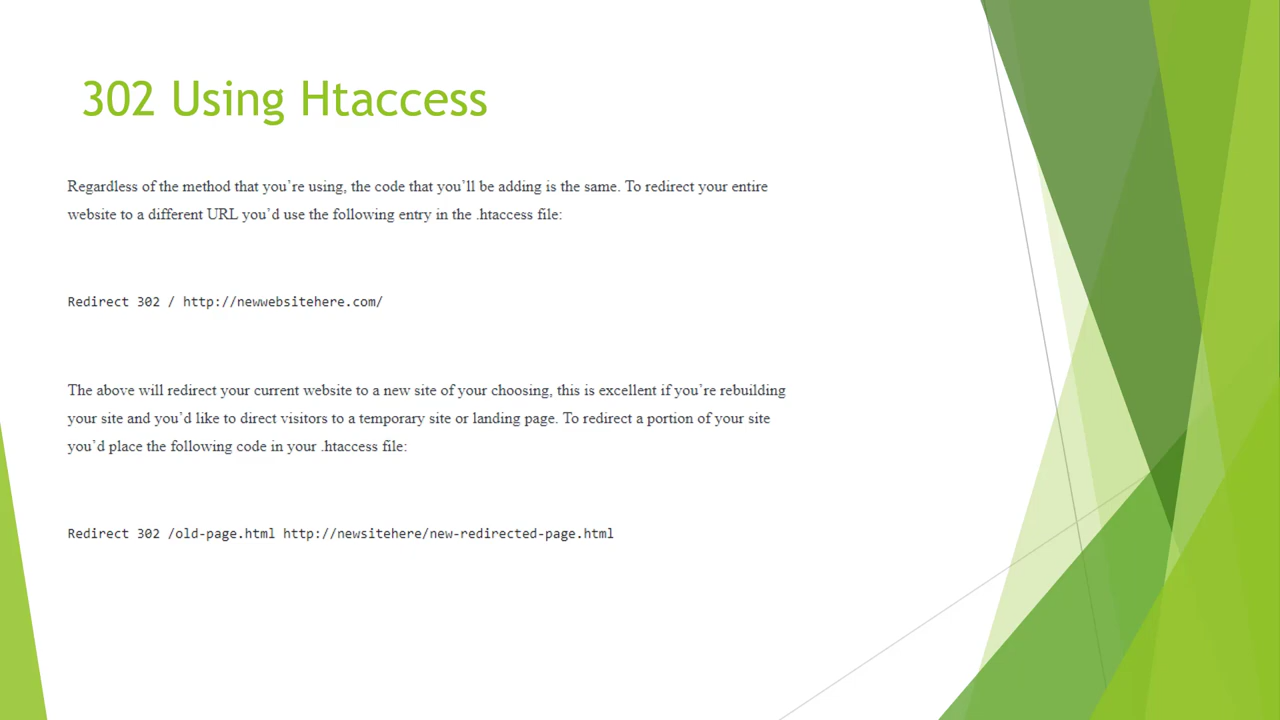 302 Using Htaccess
Regardless of the method that you’re using, the code that you’ll be adding is the same. To redirect your entire
website to a different URL you’d use the following entry in the .htaccess file:
Redirect 302 / http://newwebsitehere.com/
The above will redirect your current website to a new site of your choosing, this is excellent if you’re rebuilding
your site and you’d like to direct visitors to a temporary site or landing page. To redirect a portion of your site
you’d place the following code in your .htaccess file:
Redirect 302 /old-page.html http://newsitehere/new-redirected-page.html